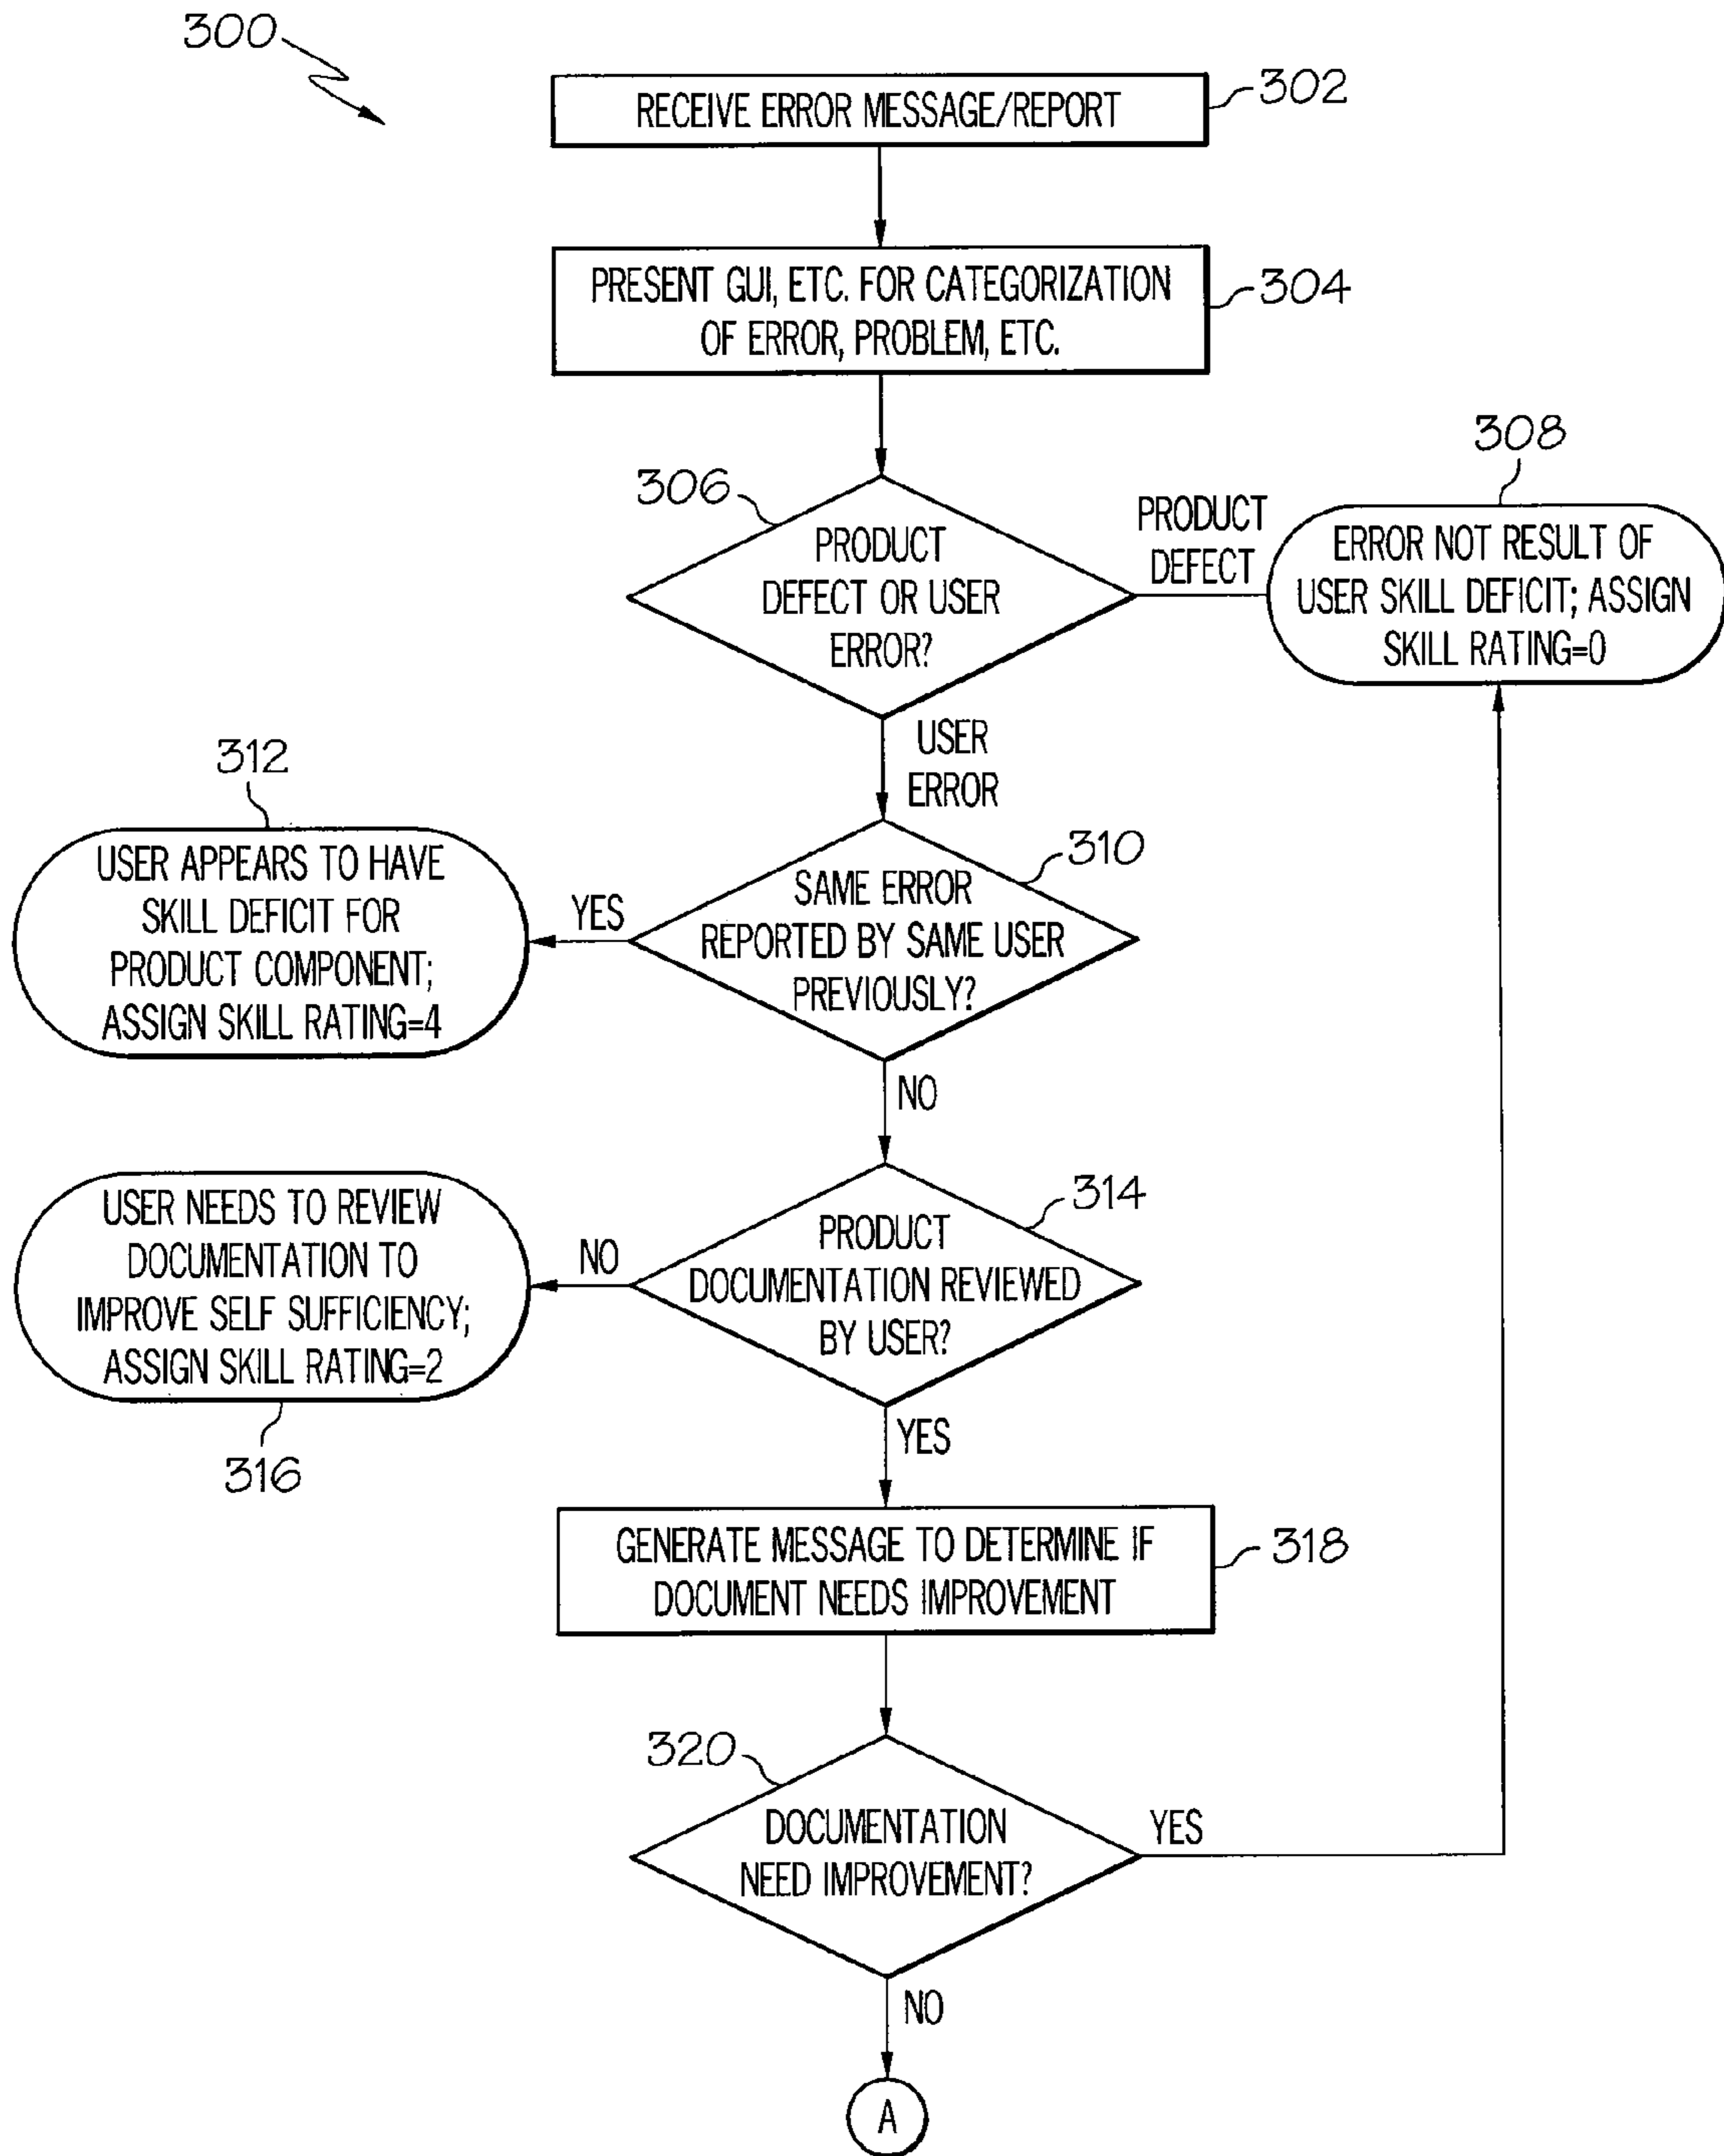 300
RECEIVE ERROR MESSAGE/REPORT
302
PRESENT GUI, ETC. FOR CATEGORIZATION
OF ERROR, PROBLEM, ETC.
304
306
PRODUCT
DEFECT OR USER
ERROR?
PRODUCT
DEFECT
308
ERROR NOT RESULT OF
USER SKILL DEFICIT; ASSIGN
SKILL RATING=0
USER
ERROR
310
SAME ERROR
REPORTED BY SAME USER
PREVIOUSLY?
YES
312
USER APPEARS TO HAVE
SKILL DEFICIT FOR
PRODUCT COMPONENT;
ASSIGN SKILL RATING=4
NO
314
PRODUCT
DOCUMENTATION REVIEWED
BY USER?
NO
USER NEEDS TO REVIEW
DOCUMENTATION TO
IMPROVE SELF SUFFICIENCY;
ASSIGN SKILL RATING=2
316
YES
GENERATE MESSAGE TO DETERMINE IF
DOCUMENT NEEDS IMPROVEMENT
318
320
DOCUMENTATION
NEED IMPROVEMENT?
YES
NO
A